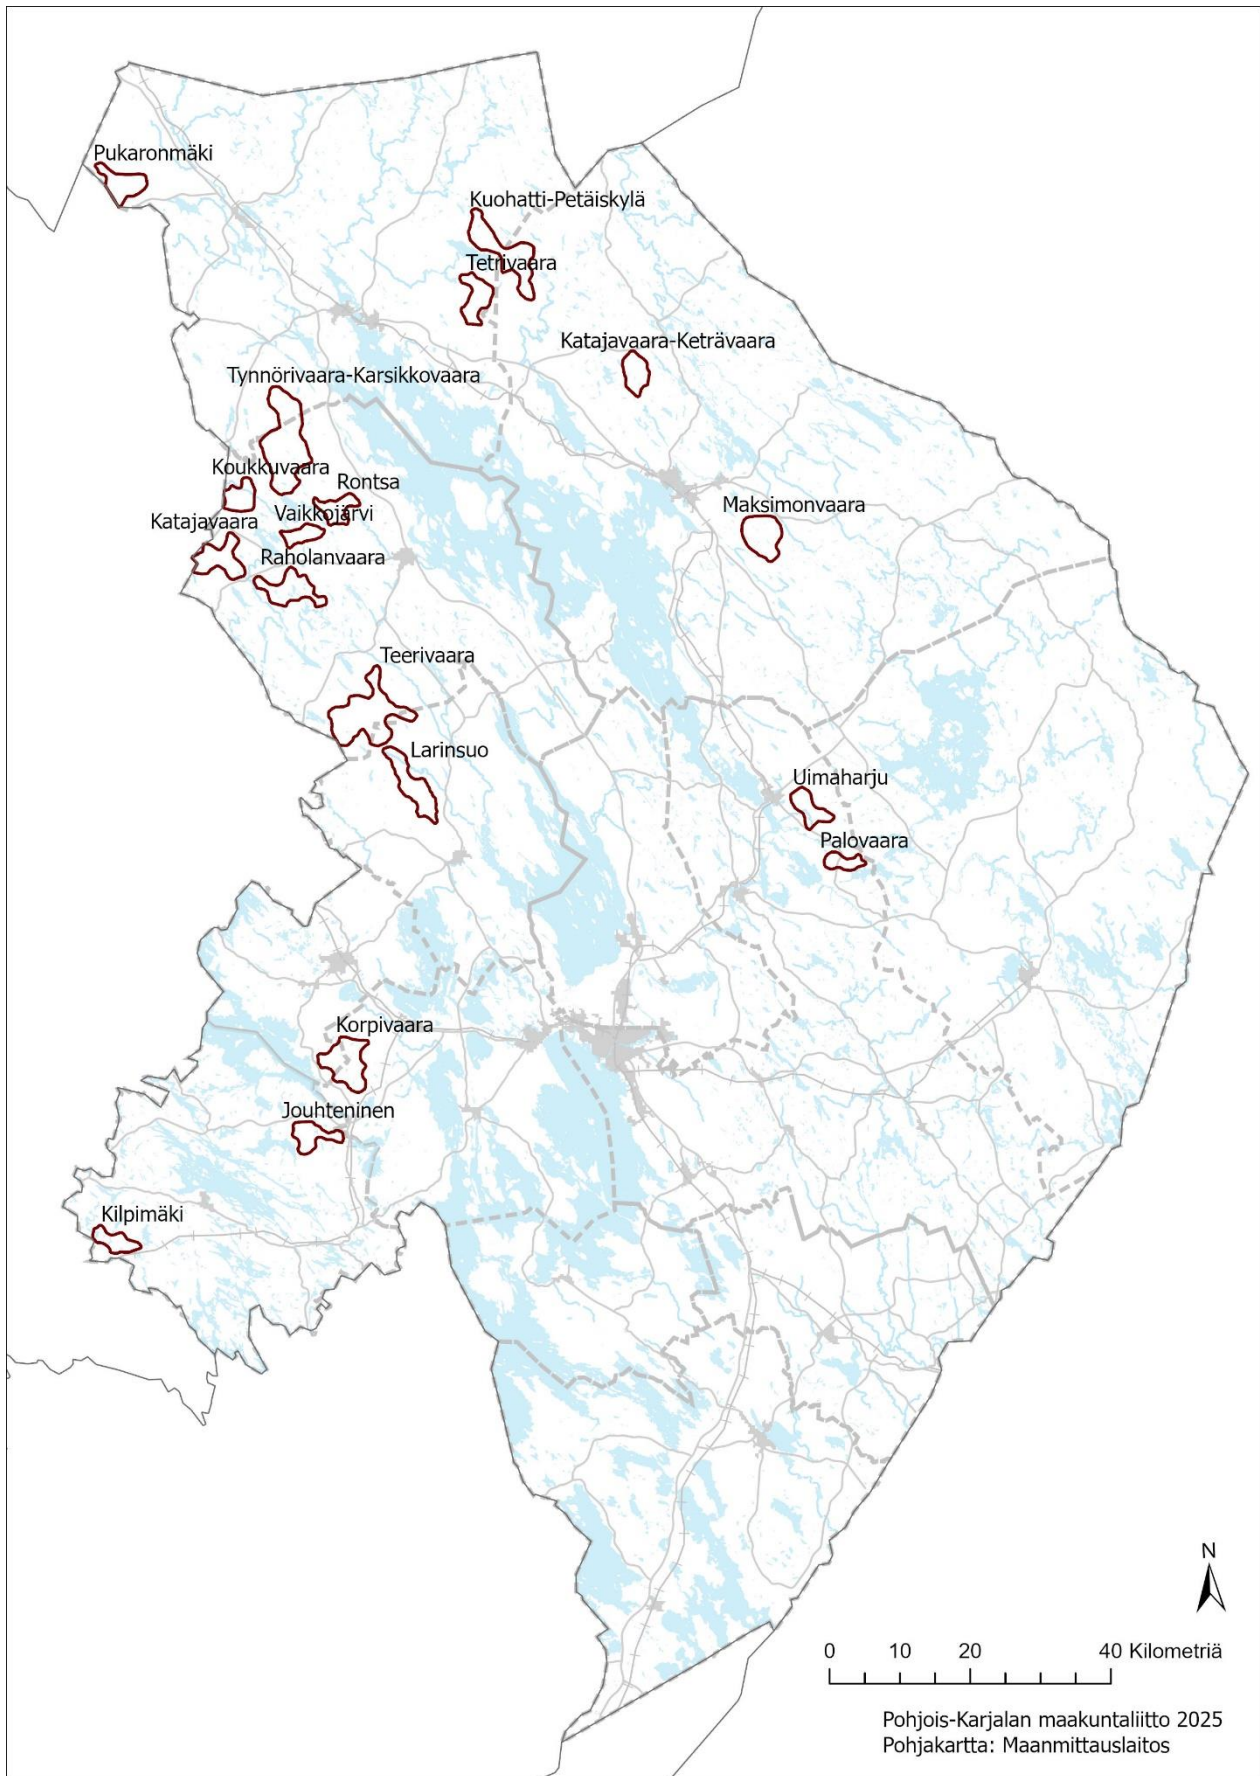 Pukaronmäki
Kuohatti-Petäiskylä
Tetrivaara
Katajavaara-Keträvaara
Tynnörivaara-Karsikkovaara
Koukkuvaara
Rontsa
Maksimonvaara
Vaikkojärvi
Katajavaara
Raholanvaara
Teerivaara
Larinsuo
Uimaharju
Palovaara
Korpivaara
Jouhteninen
Kilpimäki
N
0 10 20 40 Kilometriä
Pohjois-Karjalan maakuntaliitto 2025
Pohjakartta: Maanmittauslaitos